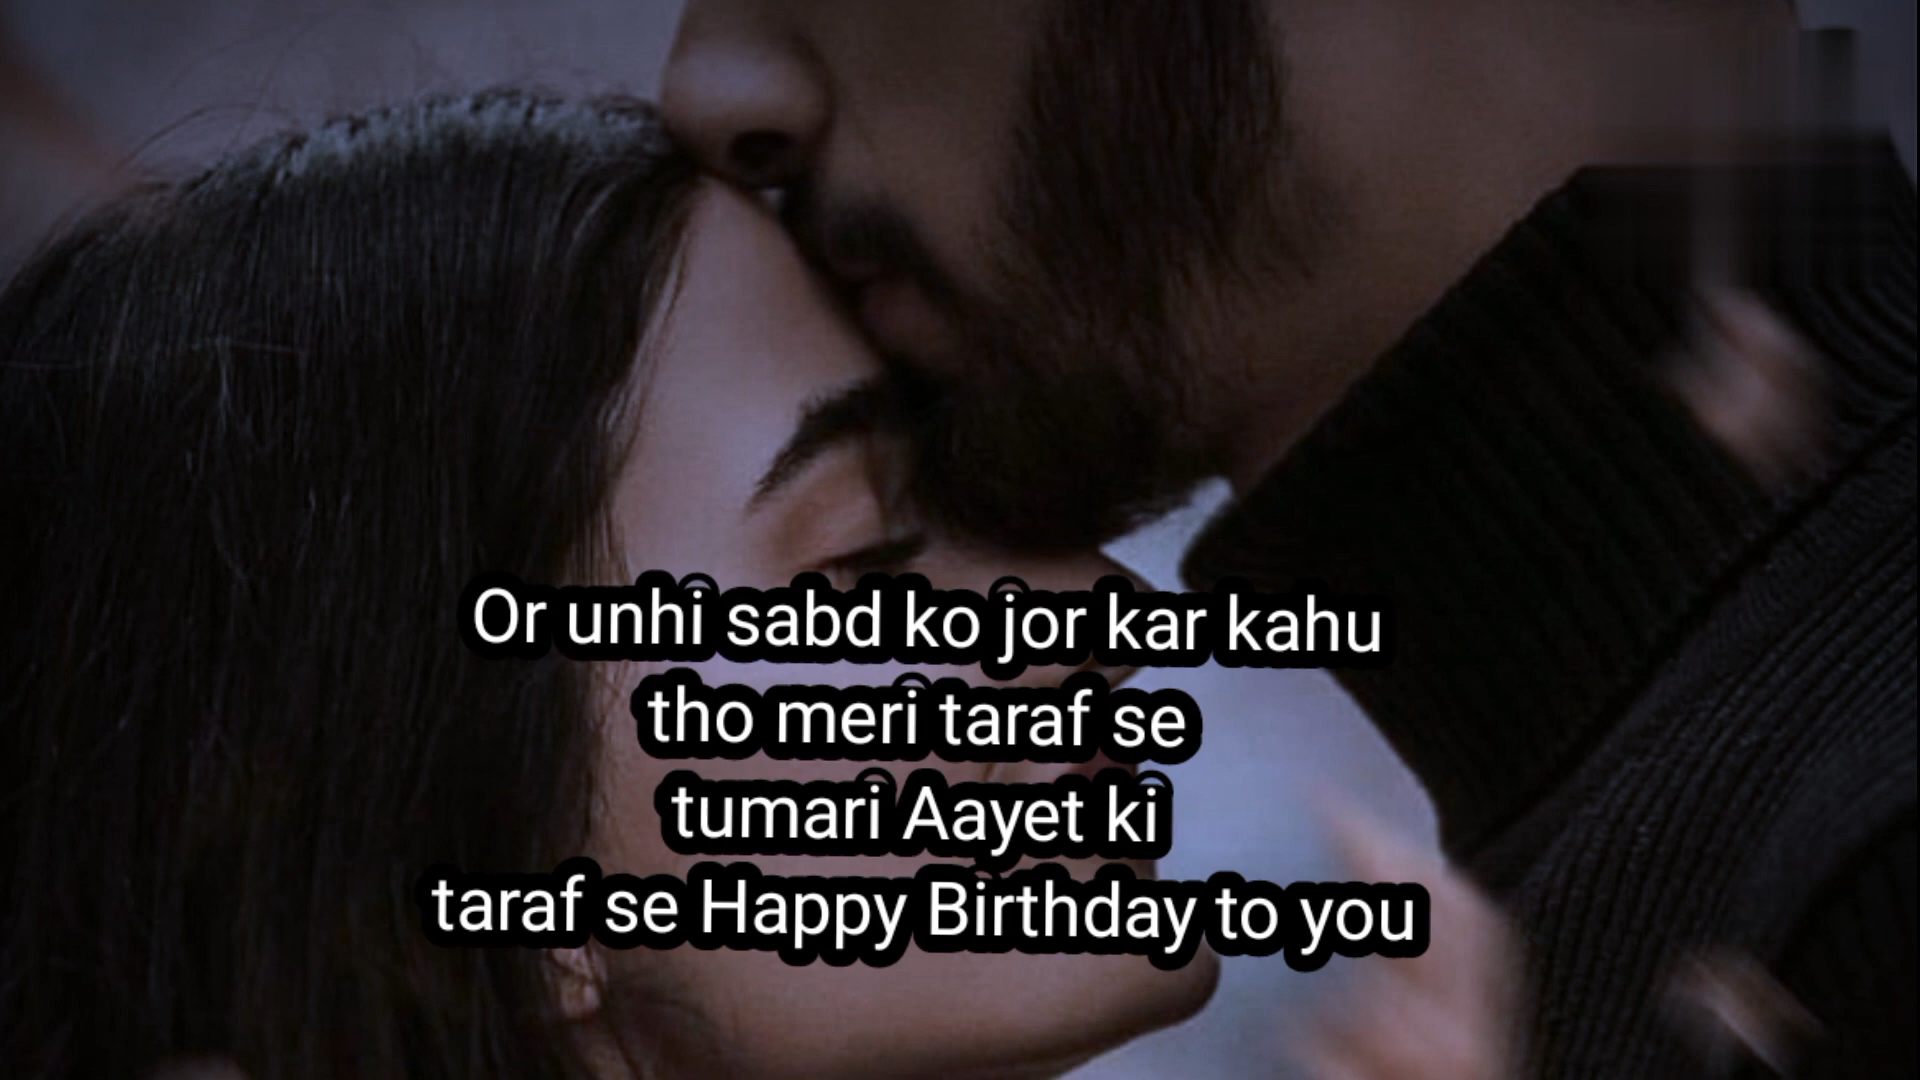 Or unhi sabd ko jor kar kahu
tho meri taraf se
tumari Aayet ki
taraf se Happy Birthday to you